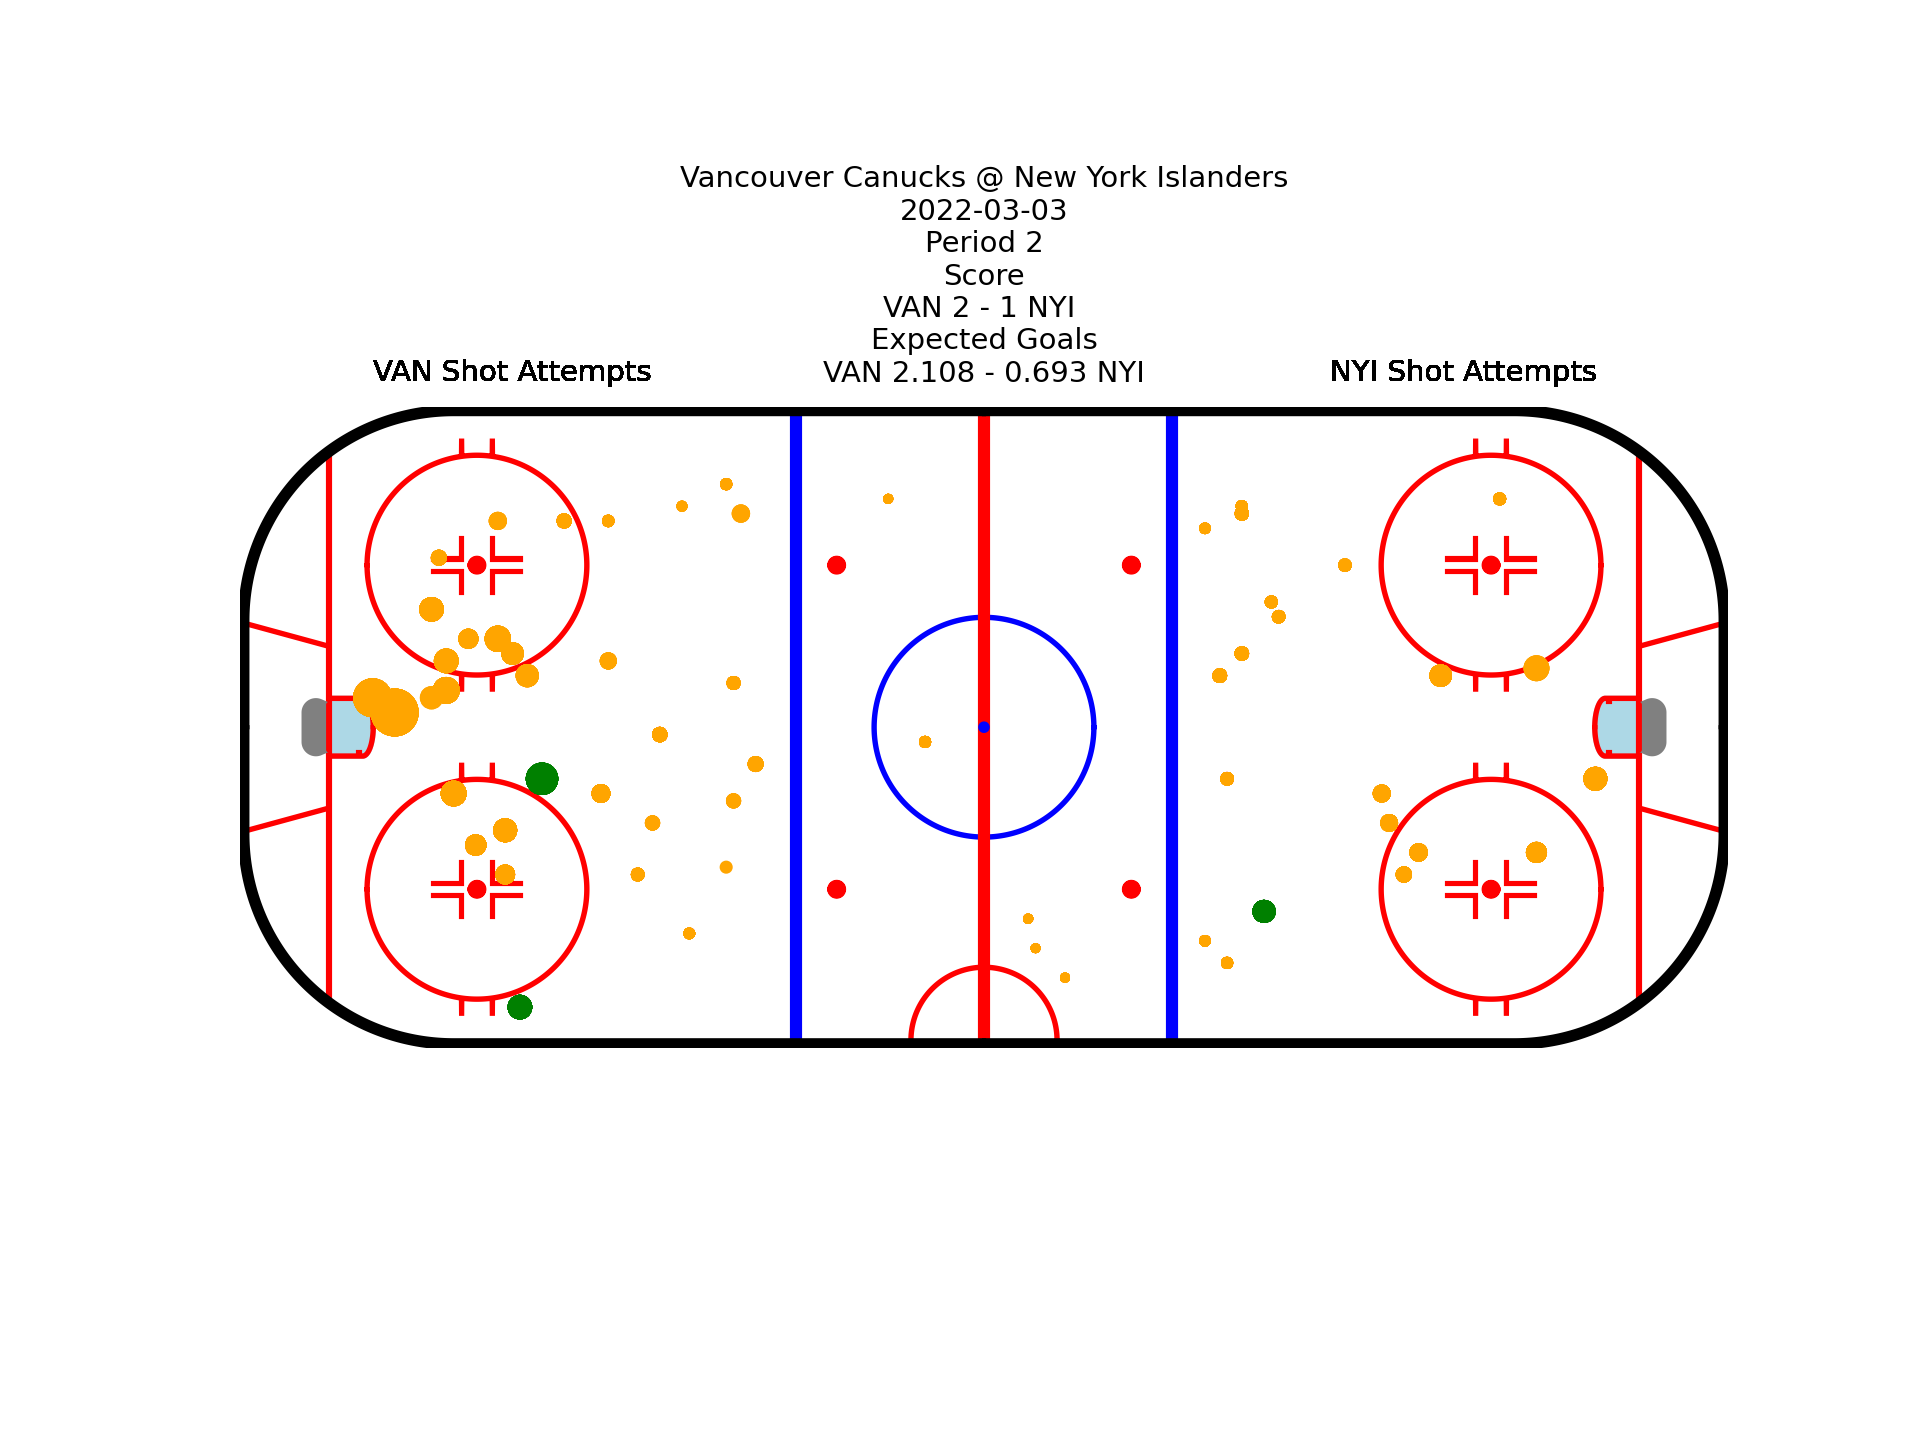 Vancouver Canucks @ New York Islanders
2022-03-03
Period 2
Score
VAN 2 - 1 NYI
Expected Goals
VAN 2.108 - 0.693 NYI
VAN Shot Attempts
NYI Shot Attempts